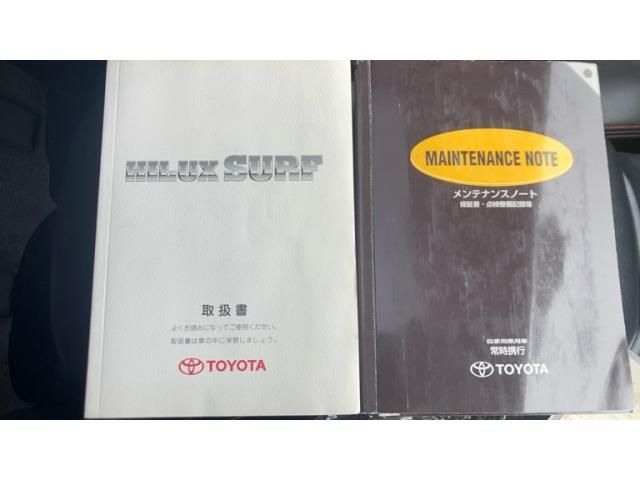 HILUX SURF
取扱書
よくお読みになってご使用ください。
取扱書は車の中に保管しましょう。
TOYOTA
MAINTENANCE NOTE
メンテナンスノート
保証書・点検整備記録簿
自家用乗用車
常時携行
TOYOTA